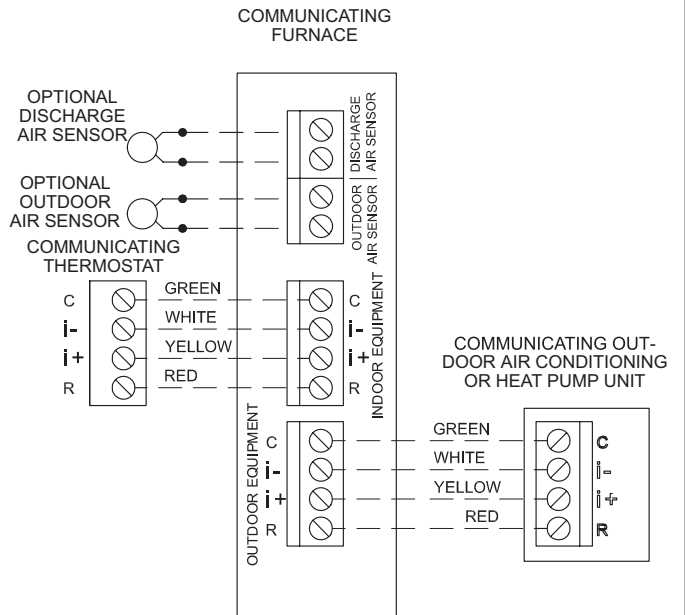 COMMUNICATING
FURNACE
OPTIONAL
DISCHARGE
AIR SENSOR
DISCHARGE
AIR SENSOR
OPTIONAL
OUTDOOR
AIR SENSOR
OUTDOOR
AIR SENSOR
COMMUNICATING
THERMOSTAT
C GREEN C
i- WHITE i-
i+ YELLOW i+
R RED R
INDOOR EQUIPMENT
COMMUNICATING OUT-
DOOR AIR CONDITIONING
OR HEAT PUMP UNIT
OUTDOOR EQUIPMENT
C GREEN C
i- WHITE i-
i+ YELLOW i+
R RED R